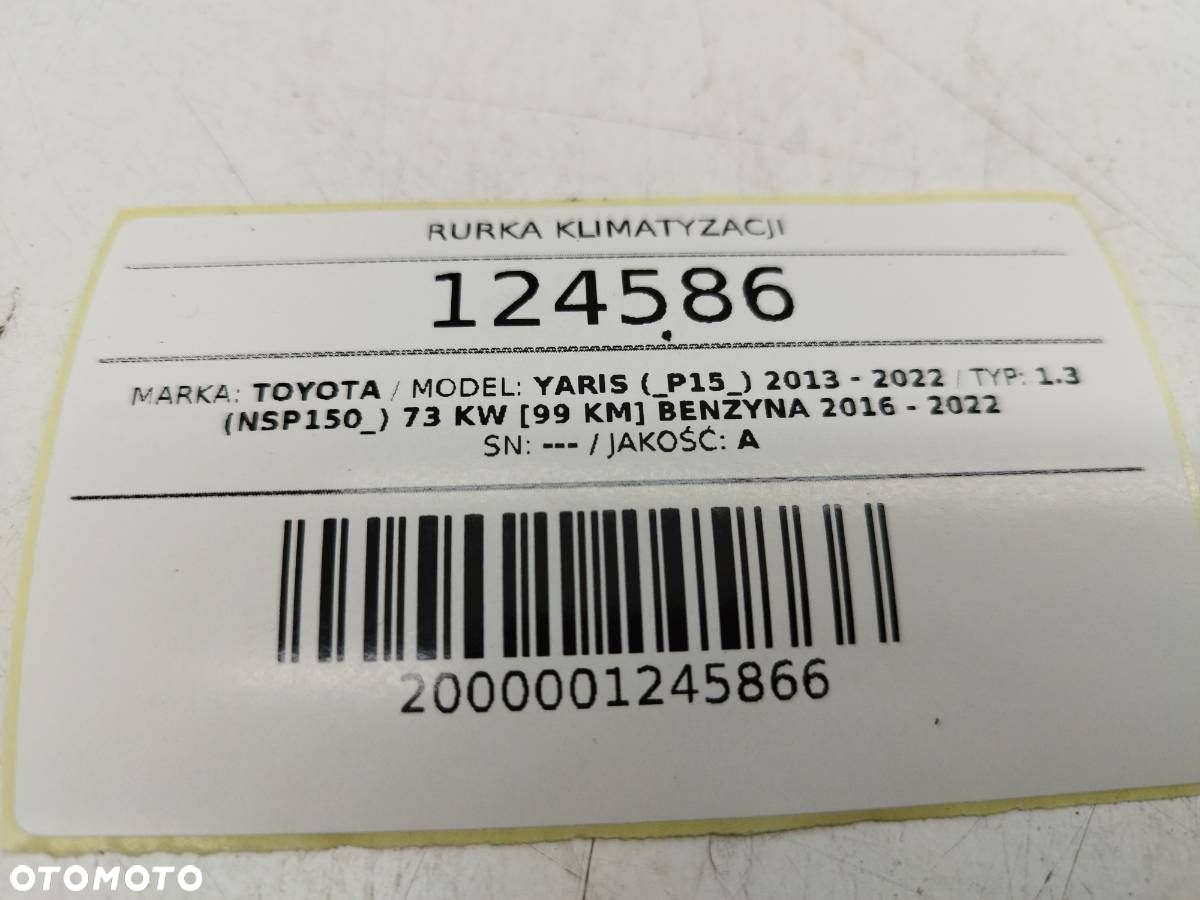 RURKA KLIMATYZACJI
124586
MARKA: TOYOTA / MODEL: YARIS (_P15_) 2013 - 2022 / TYP: 1.3
(NSP150_) 73 KW [99 KM] BENZYNA 2016 - 2022
SN: --- / JAKOŚĆ: A
2000001245866
OTOMOTO